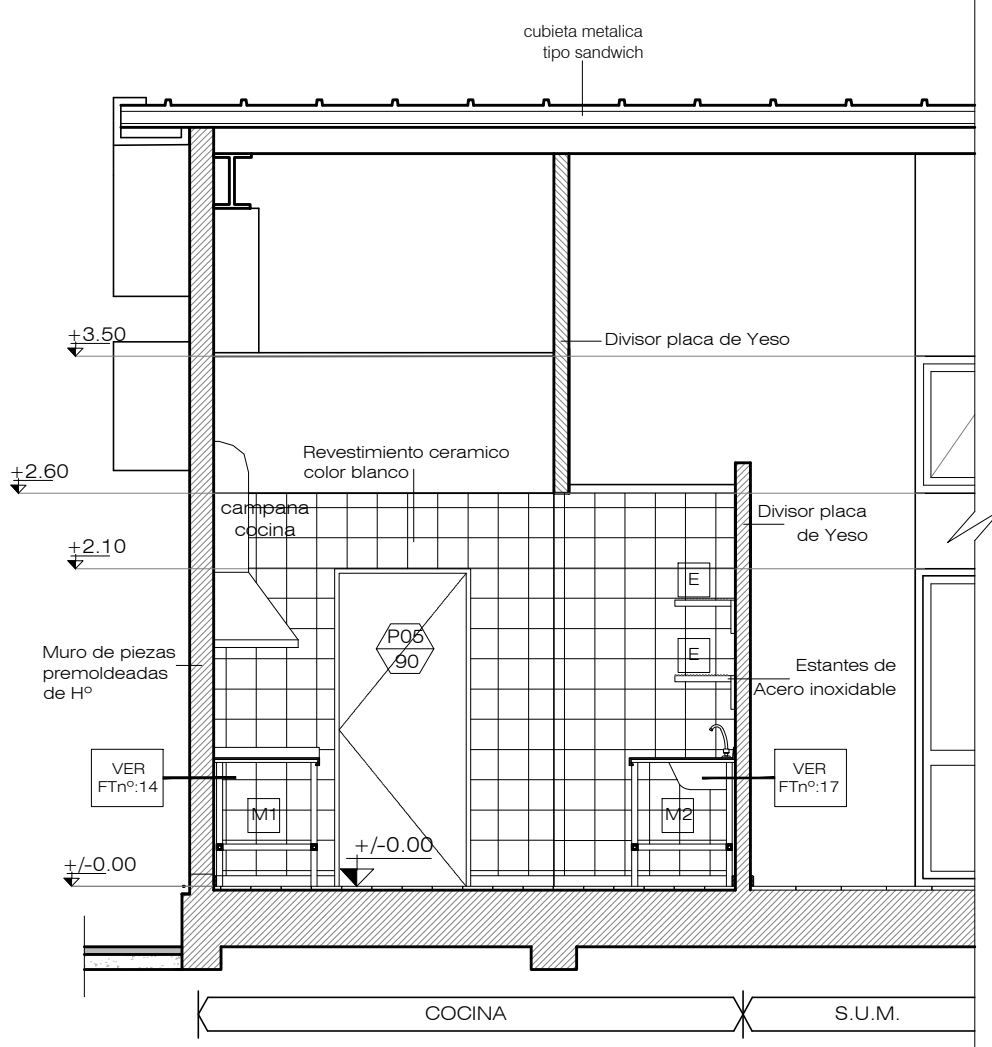 cubieta metalica
tipo sandwich
+3.50
Divisor placa de Yeso
Revestimiento ceramico
color blanco
+2.60
campana
cocina
Divisor placa
de Yeso
+2.10
E
P05
90
E
Muro de piezas
premoldeadas
de Hº
Estantes de
Acero inoxidable
VER
FTnº:14
VER
FTnº:17
M1
M2
+/-0.00
+/-0.00
COCINA
S.U.M.